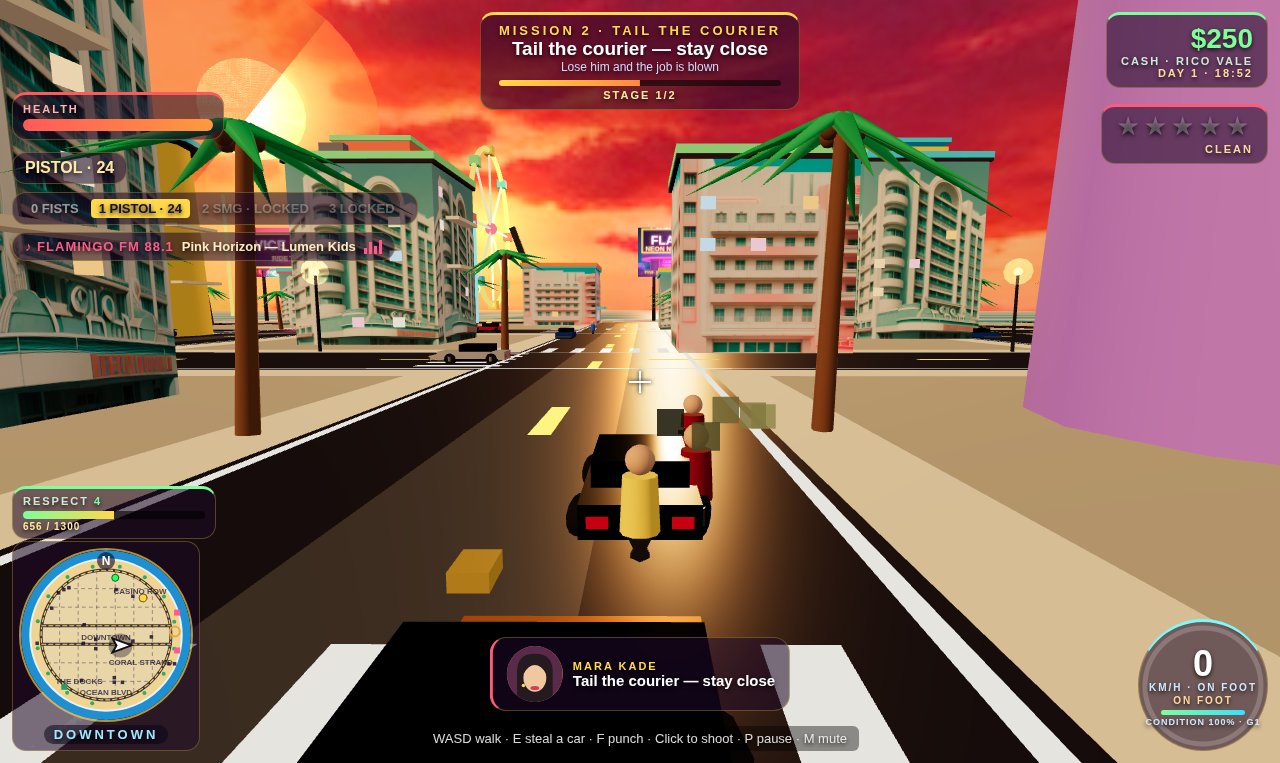 MISSION 2 · TAIL THE COURIER
Tail the courier — stay close
Lose him and the job is blown
STAGE 1/2
$250
CASH · RICO VALE
DAY 1 · 18:52
★★★★★
CLEAN
HEALTH
PISTOL · 24
0 FISTS 1 PISTOL · 24 2 SMG · LOCKED 3 LOCKED
♪ FLAMINGO FM 88.1 Pink Horizon — Lumen Kids
FLA
NEON N
RESPECT 4
656 / 1300
N
CASINO ROW
DOWNTOWN
CORAL STRAND
THE DOCKS
OCEAN BLVD
DOWNTOWN
MARA KADE
Tail the courier — stay close
WASD walk · E steal a car · F punch · Click to shoot · P pause · M mute
0
KM/H · ON FOOT
ON FOOT
CONDITION 100% · G1